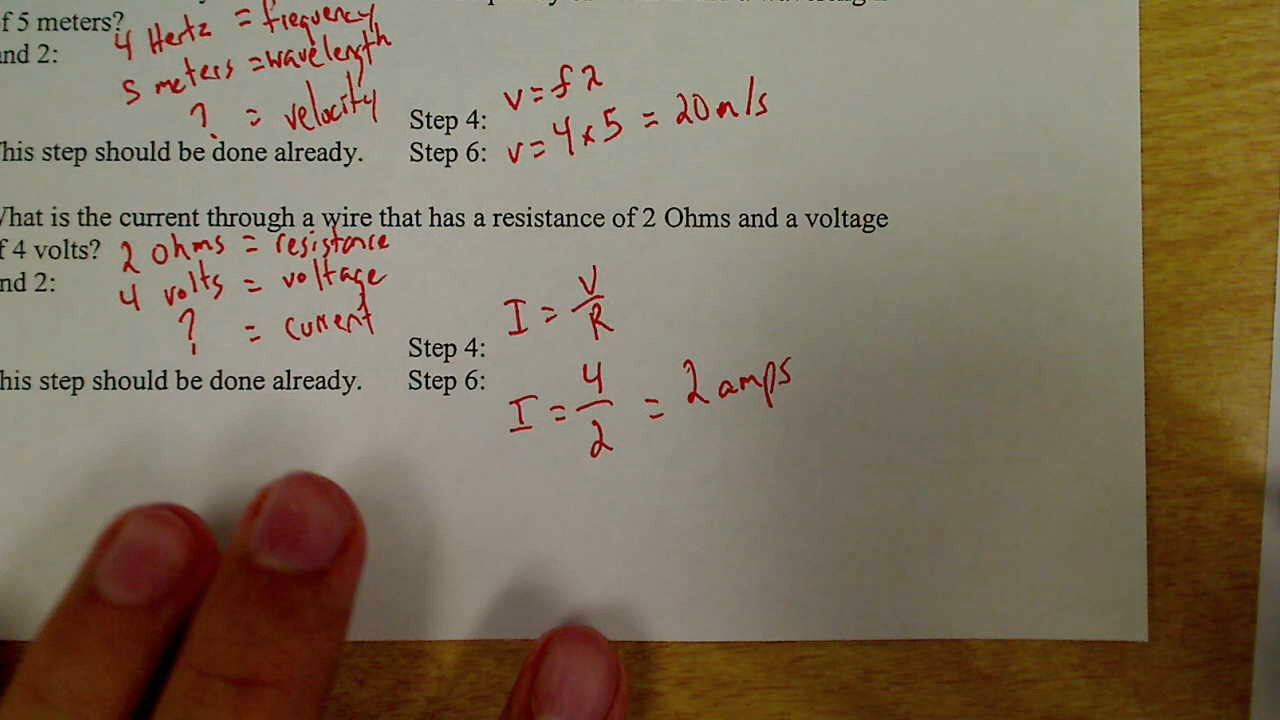 f 5 meters? 4 Hertz = frequency
nd 2: 5 meters = wavelength
? = velocity
Step 4: v = f λ
his step should be done already. Step 6: v = 4 x 5 = 20 m/s
hat is the current through a wire that has a resistance of 2 Ohms and a voltage
f 4 volts? 2 ohms = resistance
nd 2: 4 volts = voltage
? = current
Step 4: I = V/R
his step should be done already. Step 6: I = 4/2 = 2 amps